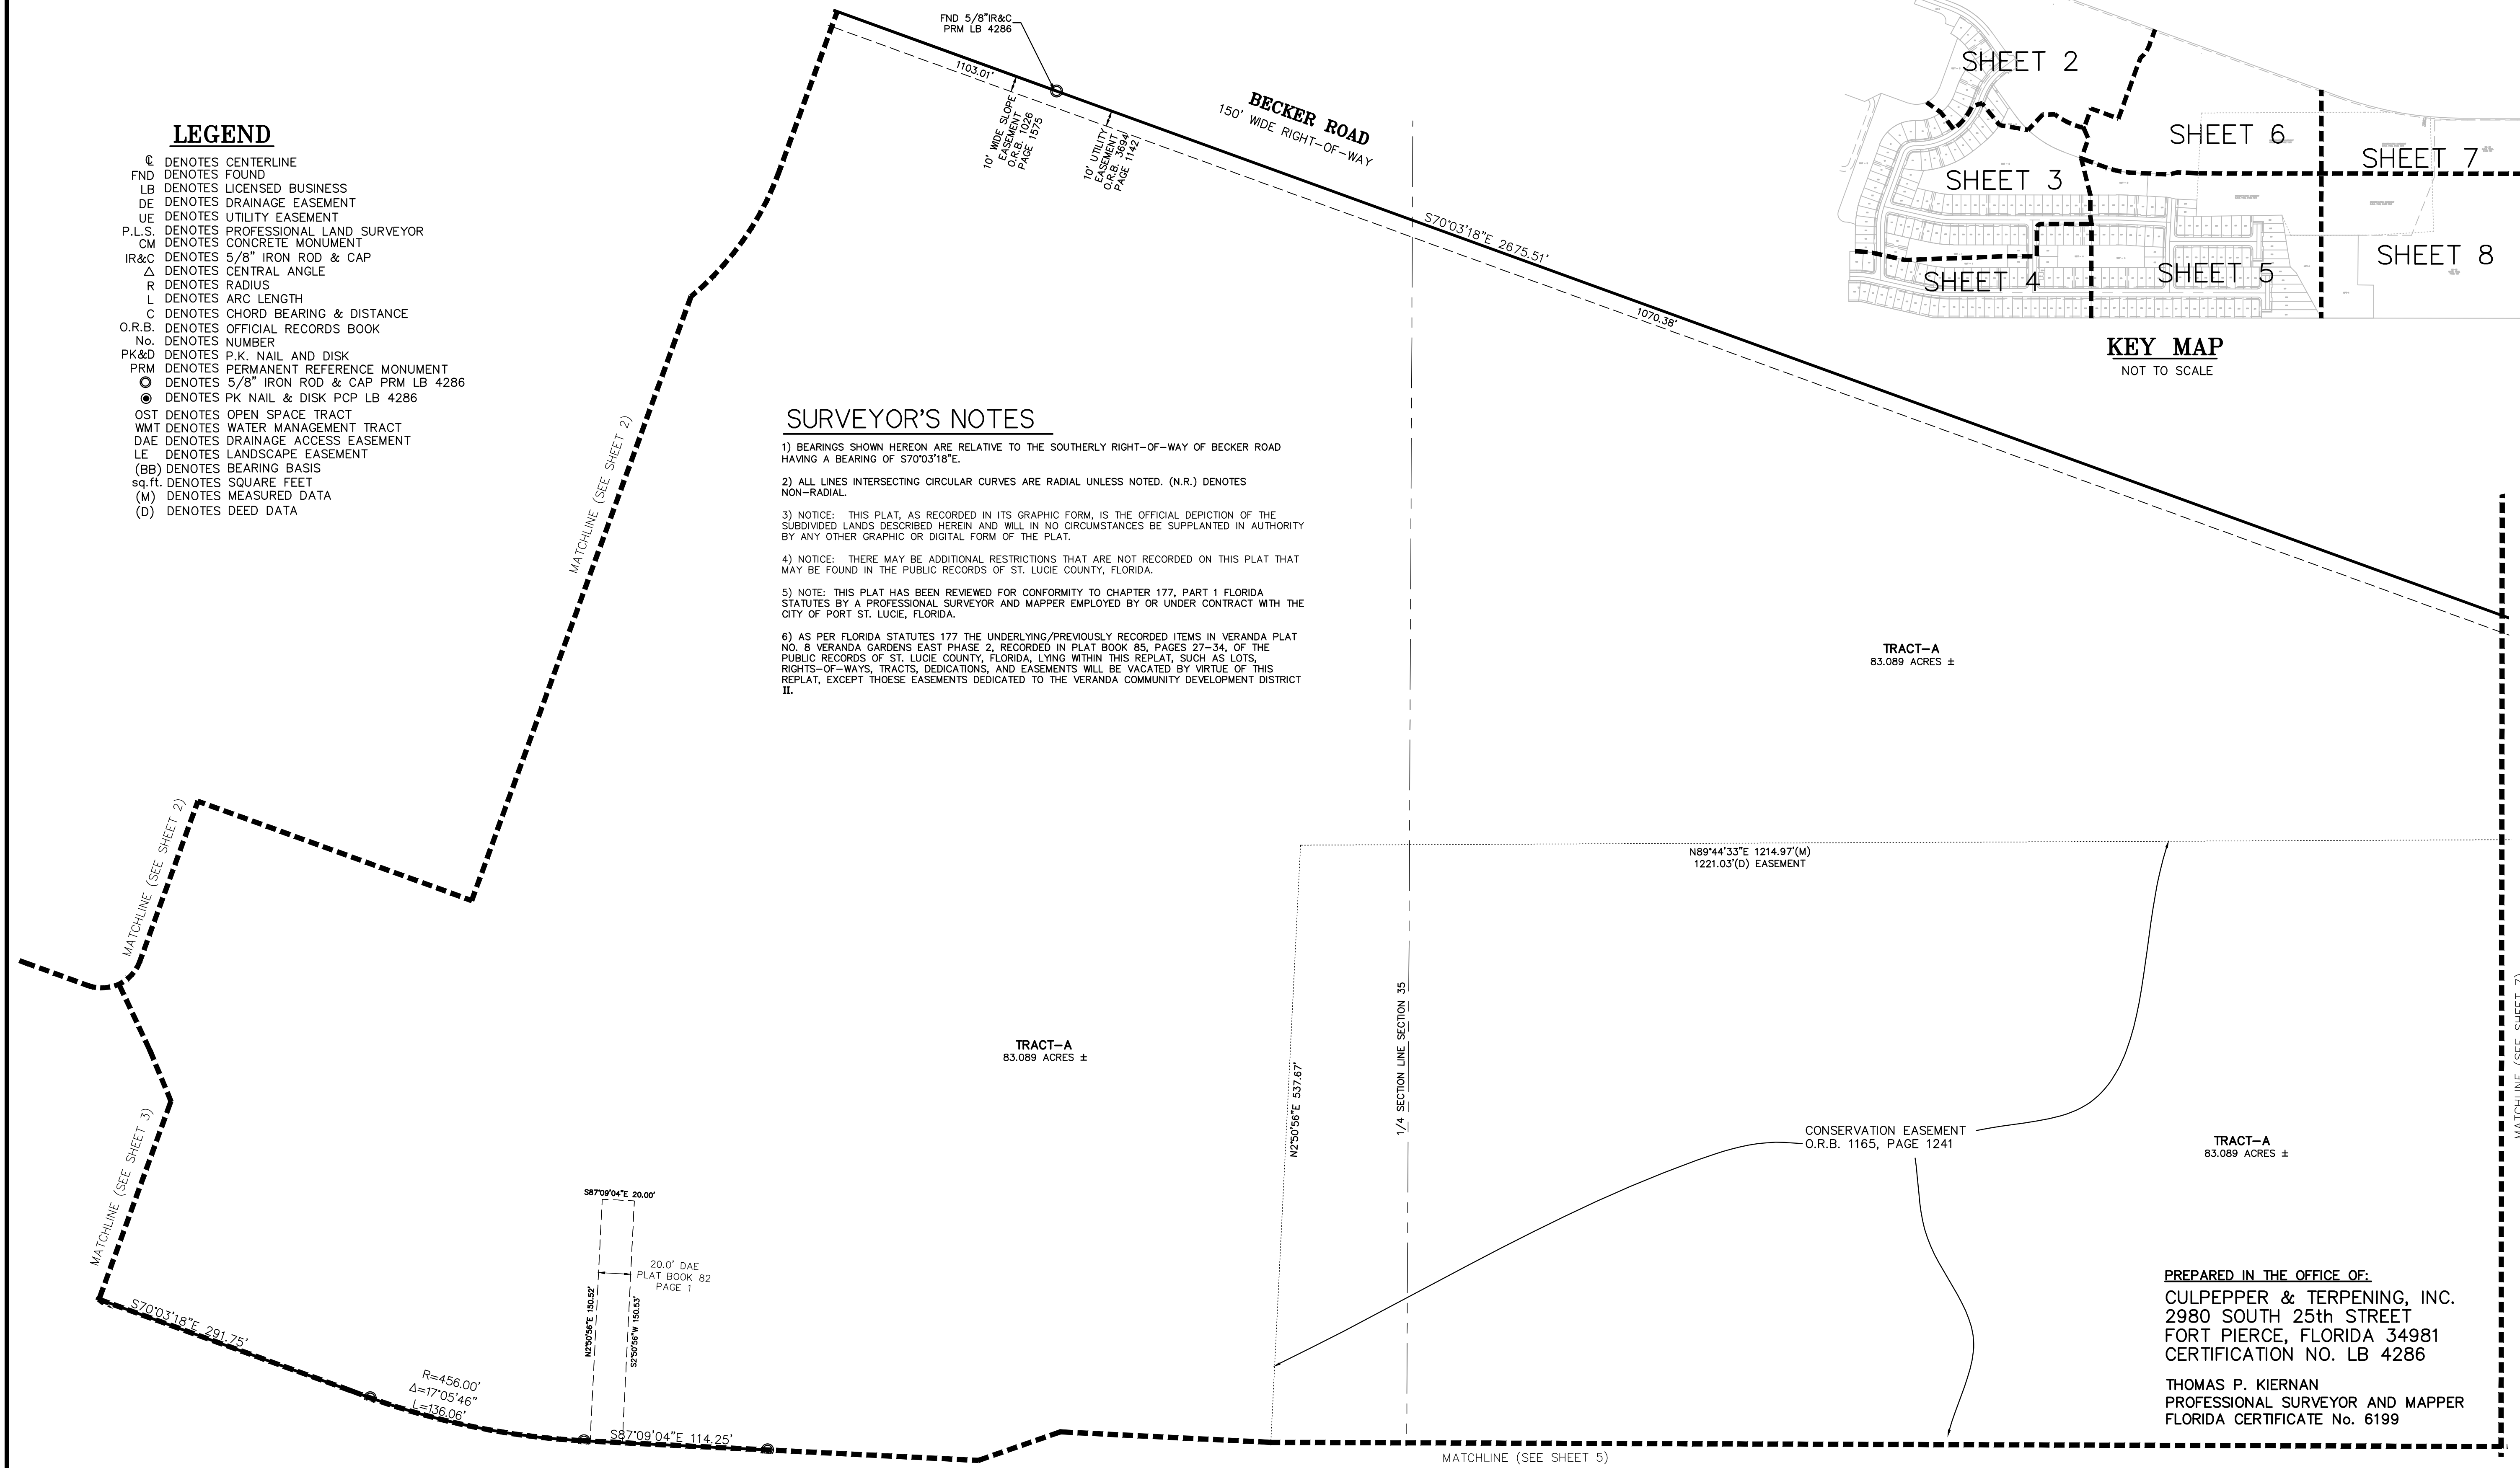 FND 5/8"IR&C
PRM LB 4286
1103.01'
10' WIDE SLOPE
EASEMENT
O.R.B. 1026
PAGE 1575
10' UTILITY
EASEMENT
O.R.B. 3694
PAGE 1142
BECKER ROAD
150' WIDE RIGHT-OF-WAY
S70°03'18"E 2675.51'
1070.38'
SHEET 2
SHEET 6
SHEET 7
SHEET 3
SHEET 8
SHEET 4
SHEET 5
KEY MAP
NOT TO SCALE
LEGEND
℄ DENOTES CENTERLINE
FND DENOTES FOUND
LB DENOTES LICENSED BUSINESS
DE DENOTES DRAINAGE EASEMENT
UE DENOTES UTILITY EASEMENT
P.L.S. DENOTES PROFESSIONAL LAND SURVEYOR
CM DENOTES CONCRETE MONUMENT
IR&C DENOTES 5/8" IRON ROD & CAP
△ DENOTES CENTRAL ANGLE
R DENOTES RADIUS
L DENOTES ARC LENGTH
C DENOTES CHORD BEARING & DISTANCE
O.R.B. DENOTES OFFICIAL RECORDS BOOK
No. DENOTES NUMBER
PK&D DENOTES P.K. NAIL AND DISK
PRM DENOTES PERMANENT REFERENCE MONUMENT
◎ DENOTES 5/8" IRON ROD & CAP PRM LB 4286
◉ DENOTES PK NAIL & DISK PCP LB 4286
OST DENOTES OPEN SPACE TRACT
WMT DENOTES WATER MANAGEMENT TRACT
DAE DENOTES DRAINAGE ACCESS EASEMENT
LE DENOTES LANDSCAPE EASEMENT
(BB) DENOTES BEARING BASIS
sq.ft. DENOTES SQUARE FEET
(M) DENOTES MEASURED DATA
(D) DENOTES DEED DATA
MATCHLINE (SEE SHEET 2)
SURVEYOR'S NOTES
1) BEARINGS SHOWN HEREON ARE RELATIVE TO THE SOUTHERLY RIGHT-OF-WAY OF BECKER ROAD
HAVING A BEARING OF S70°03'18"E.
2) ALL LINES INTERSECTING CIRCULAR CURVES ARE RADIAL UNLESS NOTED. (N.R.) DENOTES
NON-RADIAL.
3) NOTICE: THIS PLAT, AS RECORDED IN ITS GRAPHIC FORM, IS THE OFFICIAL DEPICTION OF THE
SUBDIVIDED LANDS DESCRIBED HEREIN AND WILL IN NO CIRCUMSTANCES BE SUPPLANTED IN AUTHORITY
BY ANY OTHER GRAPHIC OR DIGITAL FORM OF THE PLAT.
4) NOTICE: THERE MAY BE ADDITIONAL RESTRICTIONS THAT ARE NOT RECORDED ON THIS PLAT THAT
MAY BE FOUND IN THE PUBLIC RECORDS OF ST. LUCIE COUNTY, FLORIDA.
5) NOTE: THIS PLAT HAS BEEN REVIEWED FOR CONFORMITY TO CHAPTER 177, PART 1 FLORIDA
STATUTES BY A PROFESSIONAL SURVEYOR AND MAPPER EMPLOYED BY OR UNDER CONTRACT WITH THE
CITY OF PORT ST. LUCIE, FLORIDA.
6) AS PER FLORIDA STATUTES 177 THE UNDERLYING/PREVIOUSLY RECORDED ITEMS IN VERANDA PLAT
NO. 8 VERANDA GARDENS EAST PHASE 2, RECORDED IN PLAT BOOK 85, PAGES 27-34, OF THE
PUBLIC RECORDS OF ST. LUCIE COUNTY, FLORIDA, LYING WITHIN THIS REPLAT, SUCH AS LOTS,
RIGHTS-OF-WAYS, TRACTS, DEDICATIONS, AND EASEMENTS WILL BE VACATED BY VIRTUE OF THIS
REPLAT, EXCEPT THOESE EASEMENTS DEDICATED TO THE VERANDA COMMUNITY DEVELOPMENT DISTRICT
II.
TRACT-A
83.089 ACRES ±
MATCHLINE (SEE SHEET 2)
N89°44'33"E 1214.97'(M)
1221.03'(D) EASEMENT
TRACT-A
83.089 ACRES ±
N2°50'56"E 537.67'
1/4 SECTION LINE SECTION 35
CONSERVATION EASEMENT
O.R.B. 1165, PAGE 1241
TRACT-A
83.089 ACRES ±
MATCHLINE (SEE SHEET 7)
MATCHLINE (SEE SHEET 3)
S87°09'04"E 20.00'
20.0' DAE
PLAT BOOK 82
PAGE 1
N2°50'56"E 150.52'
S2°50'56"W 150.53'
S70°03'18"E 291.75'
R=456.00'
Δ=17°05'46"
L=136.06'
S87°09'04"E 114.25'
MATCHLINE (SEE SHEET 5)
PREPARED IN THE OFFICE OF:
CULPEPPER & TERPENING, INC.
2980 SOUTH 25th STREET
FORT PIERCE, FLORIDA 34981
CERTIFICATION NO. LB 4286
THOMAS P. KIERNAN
PROFESSIONAL SURVEYOR AND MAPPER
FLORIDA CERTIFICATE No. 6199